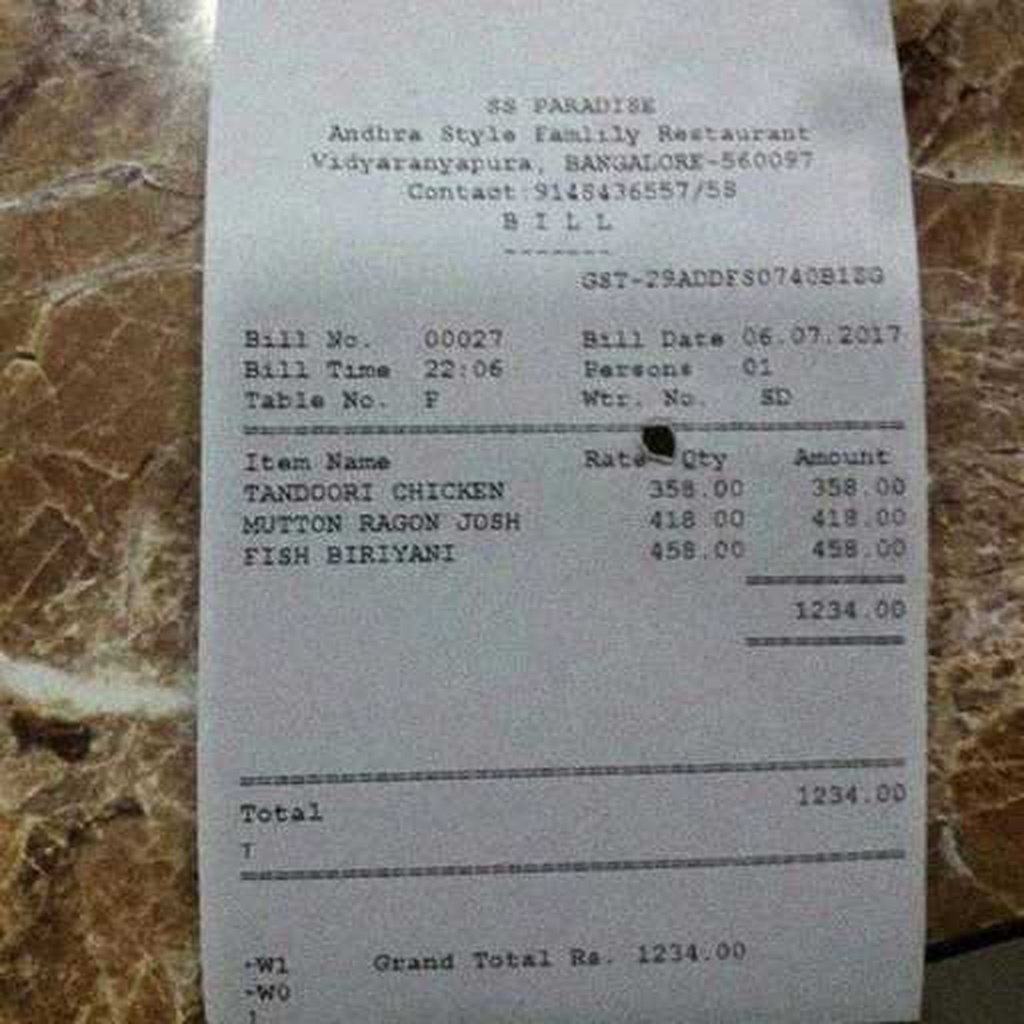 SS PARADISE
Andhra Style Famlily Restaurant
Vidyaranyapura, BANGALORE-560097
Contact 9148436557/58
B I L L
-------
GST-29ADDFS0740B1ZG
Bill No. 00027 Bill Date 06.07.2017
Bill Time 22:06 Persons 01
Table No. P Wtr. No. SD
Item Name Rate Qty Amount
TANDOORI CHICKEN 358.00 358.00
MUTTON RAGON JOSH 418.00 418.00
FISH BIRIYANI 458.00 458.00
1234.00
Total 1234.00
T
-W1 Grand Total Rs. 1234.00
-W0